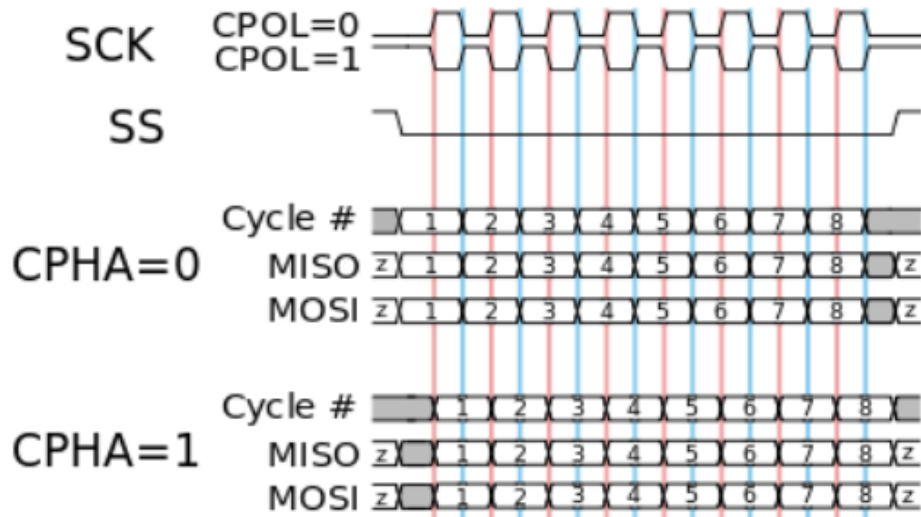 SCK CPOL=0
CPOL=1
SS
Cycle # 1 2 3 4 5 6 7 8
CPHA=0 MISO z 1 2 3 4 5 6 7 8 z
MOSI z 1 2 3 4 5 6 7 8 z
Cycle # 1 2 3 4 5 6 7 8
CPHA=1 MISO z 1 2 3 4 5 6 7 8 z
MOSI z 1 2 3 4 5 6 7 8 z